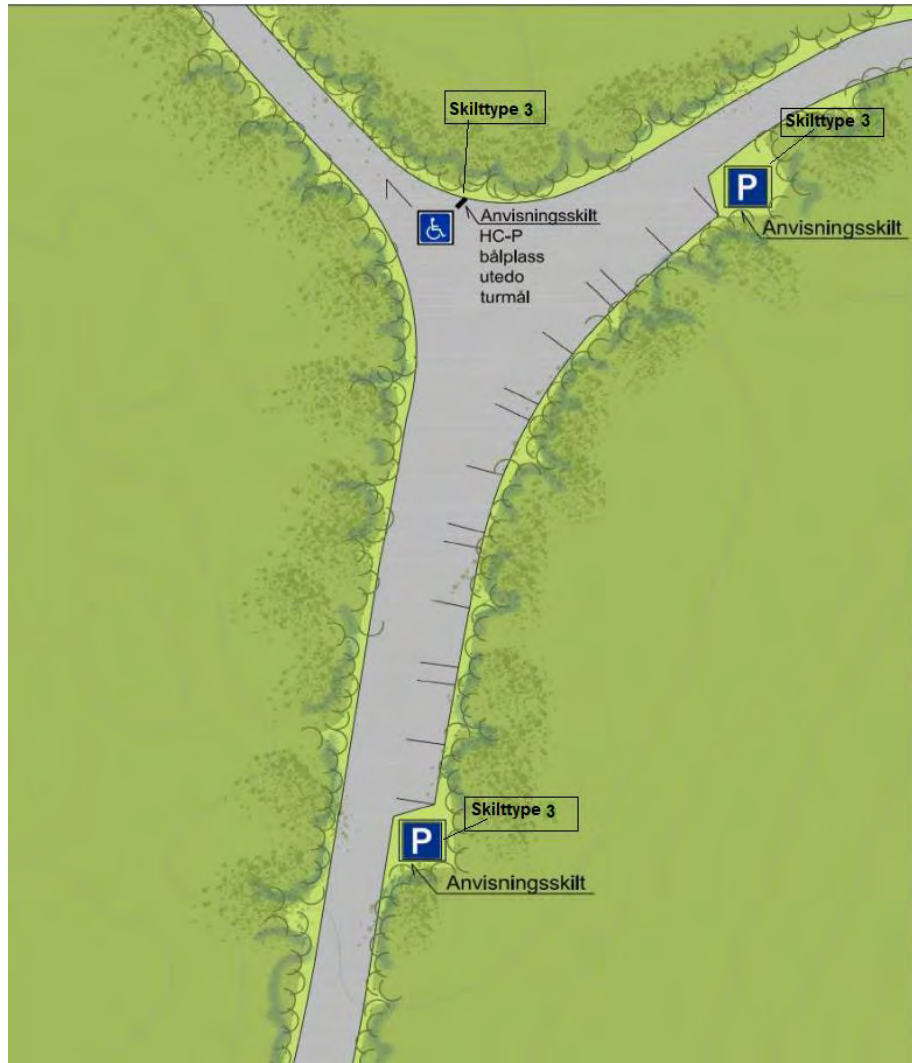 Skilttype 3
Skilttype 3
P
Anvisningsskilt
HC-P
bålplass
utedo
turmål
Anvisningsskilt
Skilttype 3
P
Anvisningsskilt